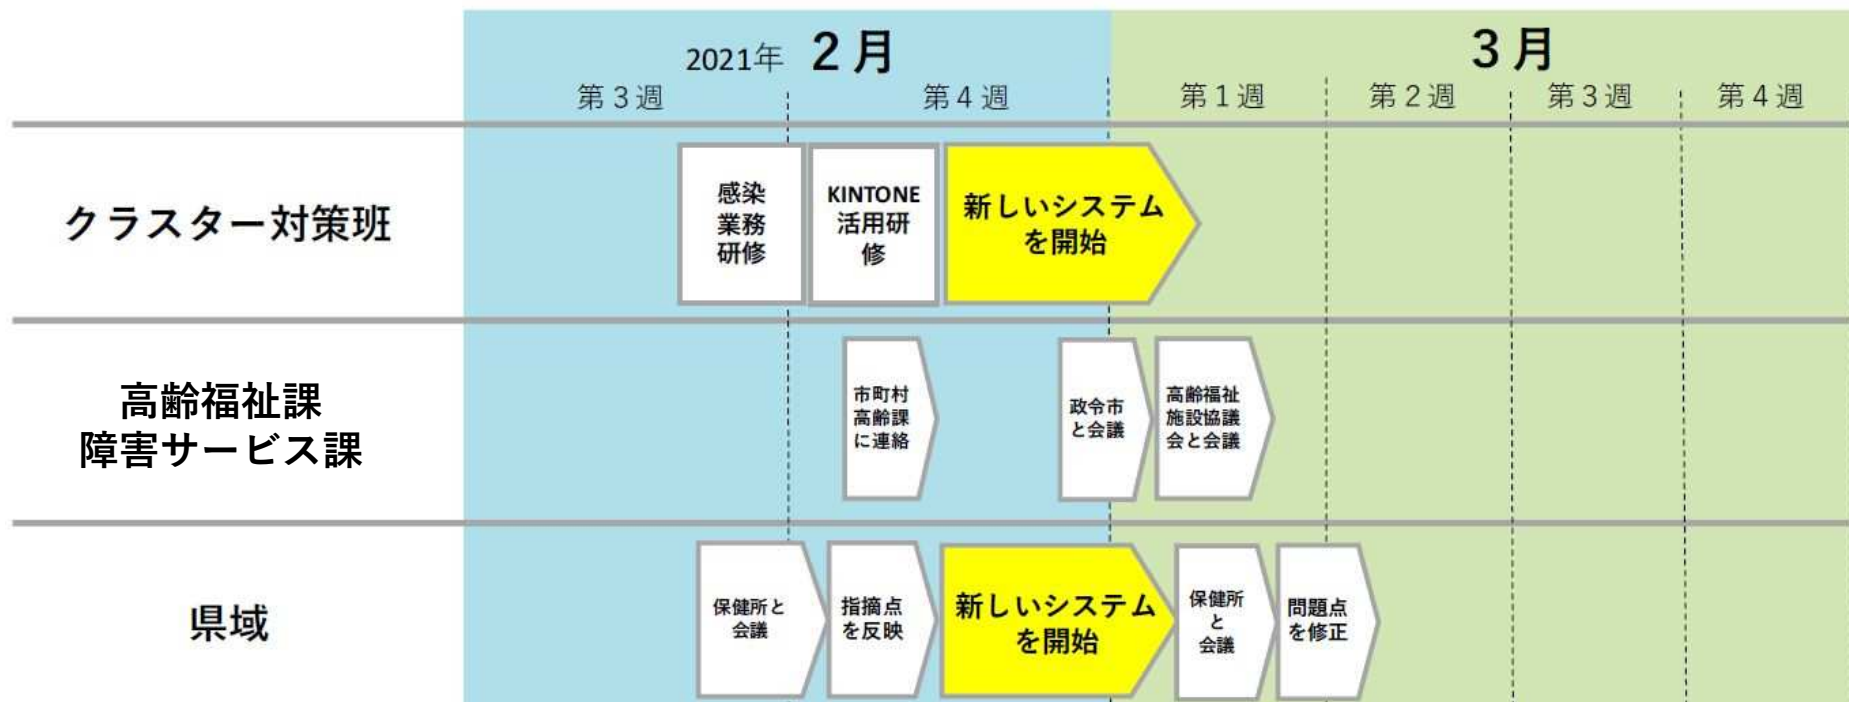 2021年 2月
3月
第3週
第4週
第1週
第2週
第3週
第4週
クラスター対策班
感染
業務
研修
KINTONE
活用研
修
新しいシステム
を開始
高齢福祉課
障害サービス課
市町村
高齢課
に連絡
政令市
と会議
高齢福祉
施設協議
会と会議
県域
保健所と
会議
指摘点
を反映
新しいシステム
を開始
保健所
と
会議
問題点
を修正